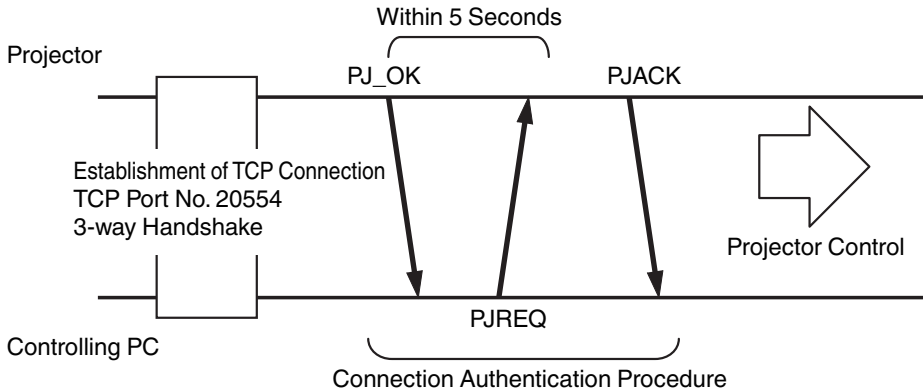 Within 5 Seconds
Projector
PJ_OK
PJACK
Establishment of TCP Connection
TCP Port No. 20554
3-way Handshake
Projector Control
PJREQ
Controlling PC
Connection Authentication Procedure